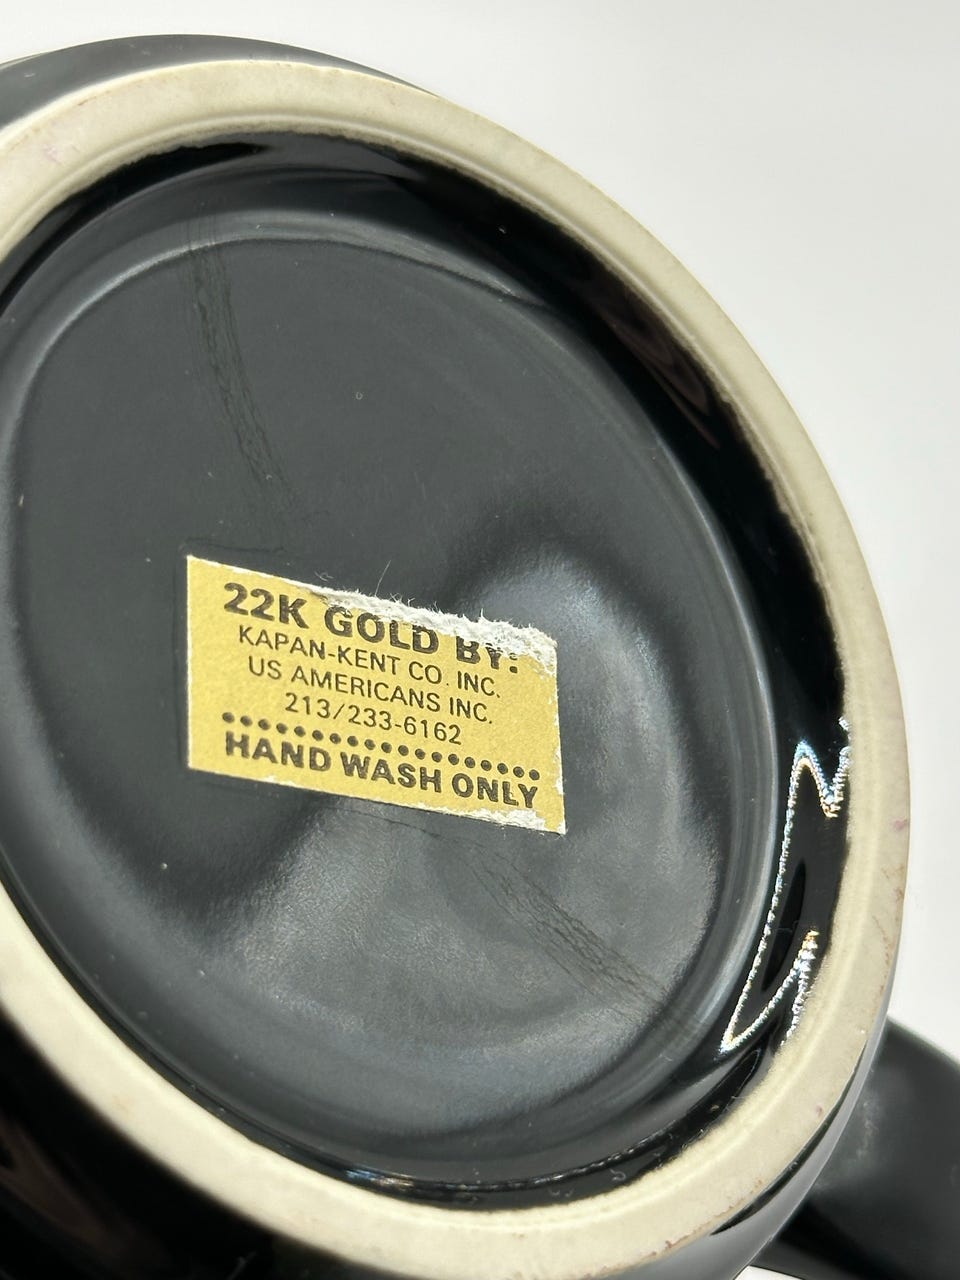 22K GOLD BY:
KAPAN-KENT CO. INC.
US AMERICANS INC.
213/233-6162
HAND WASH ONLY